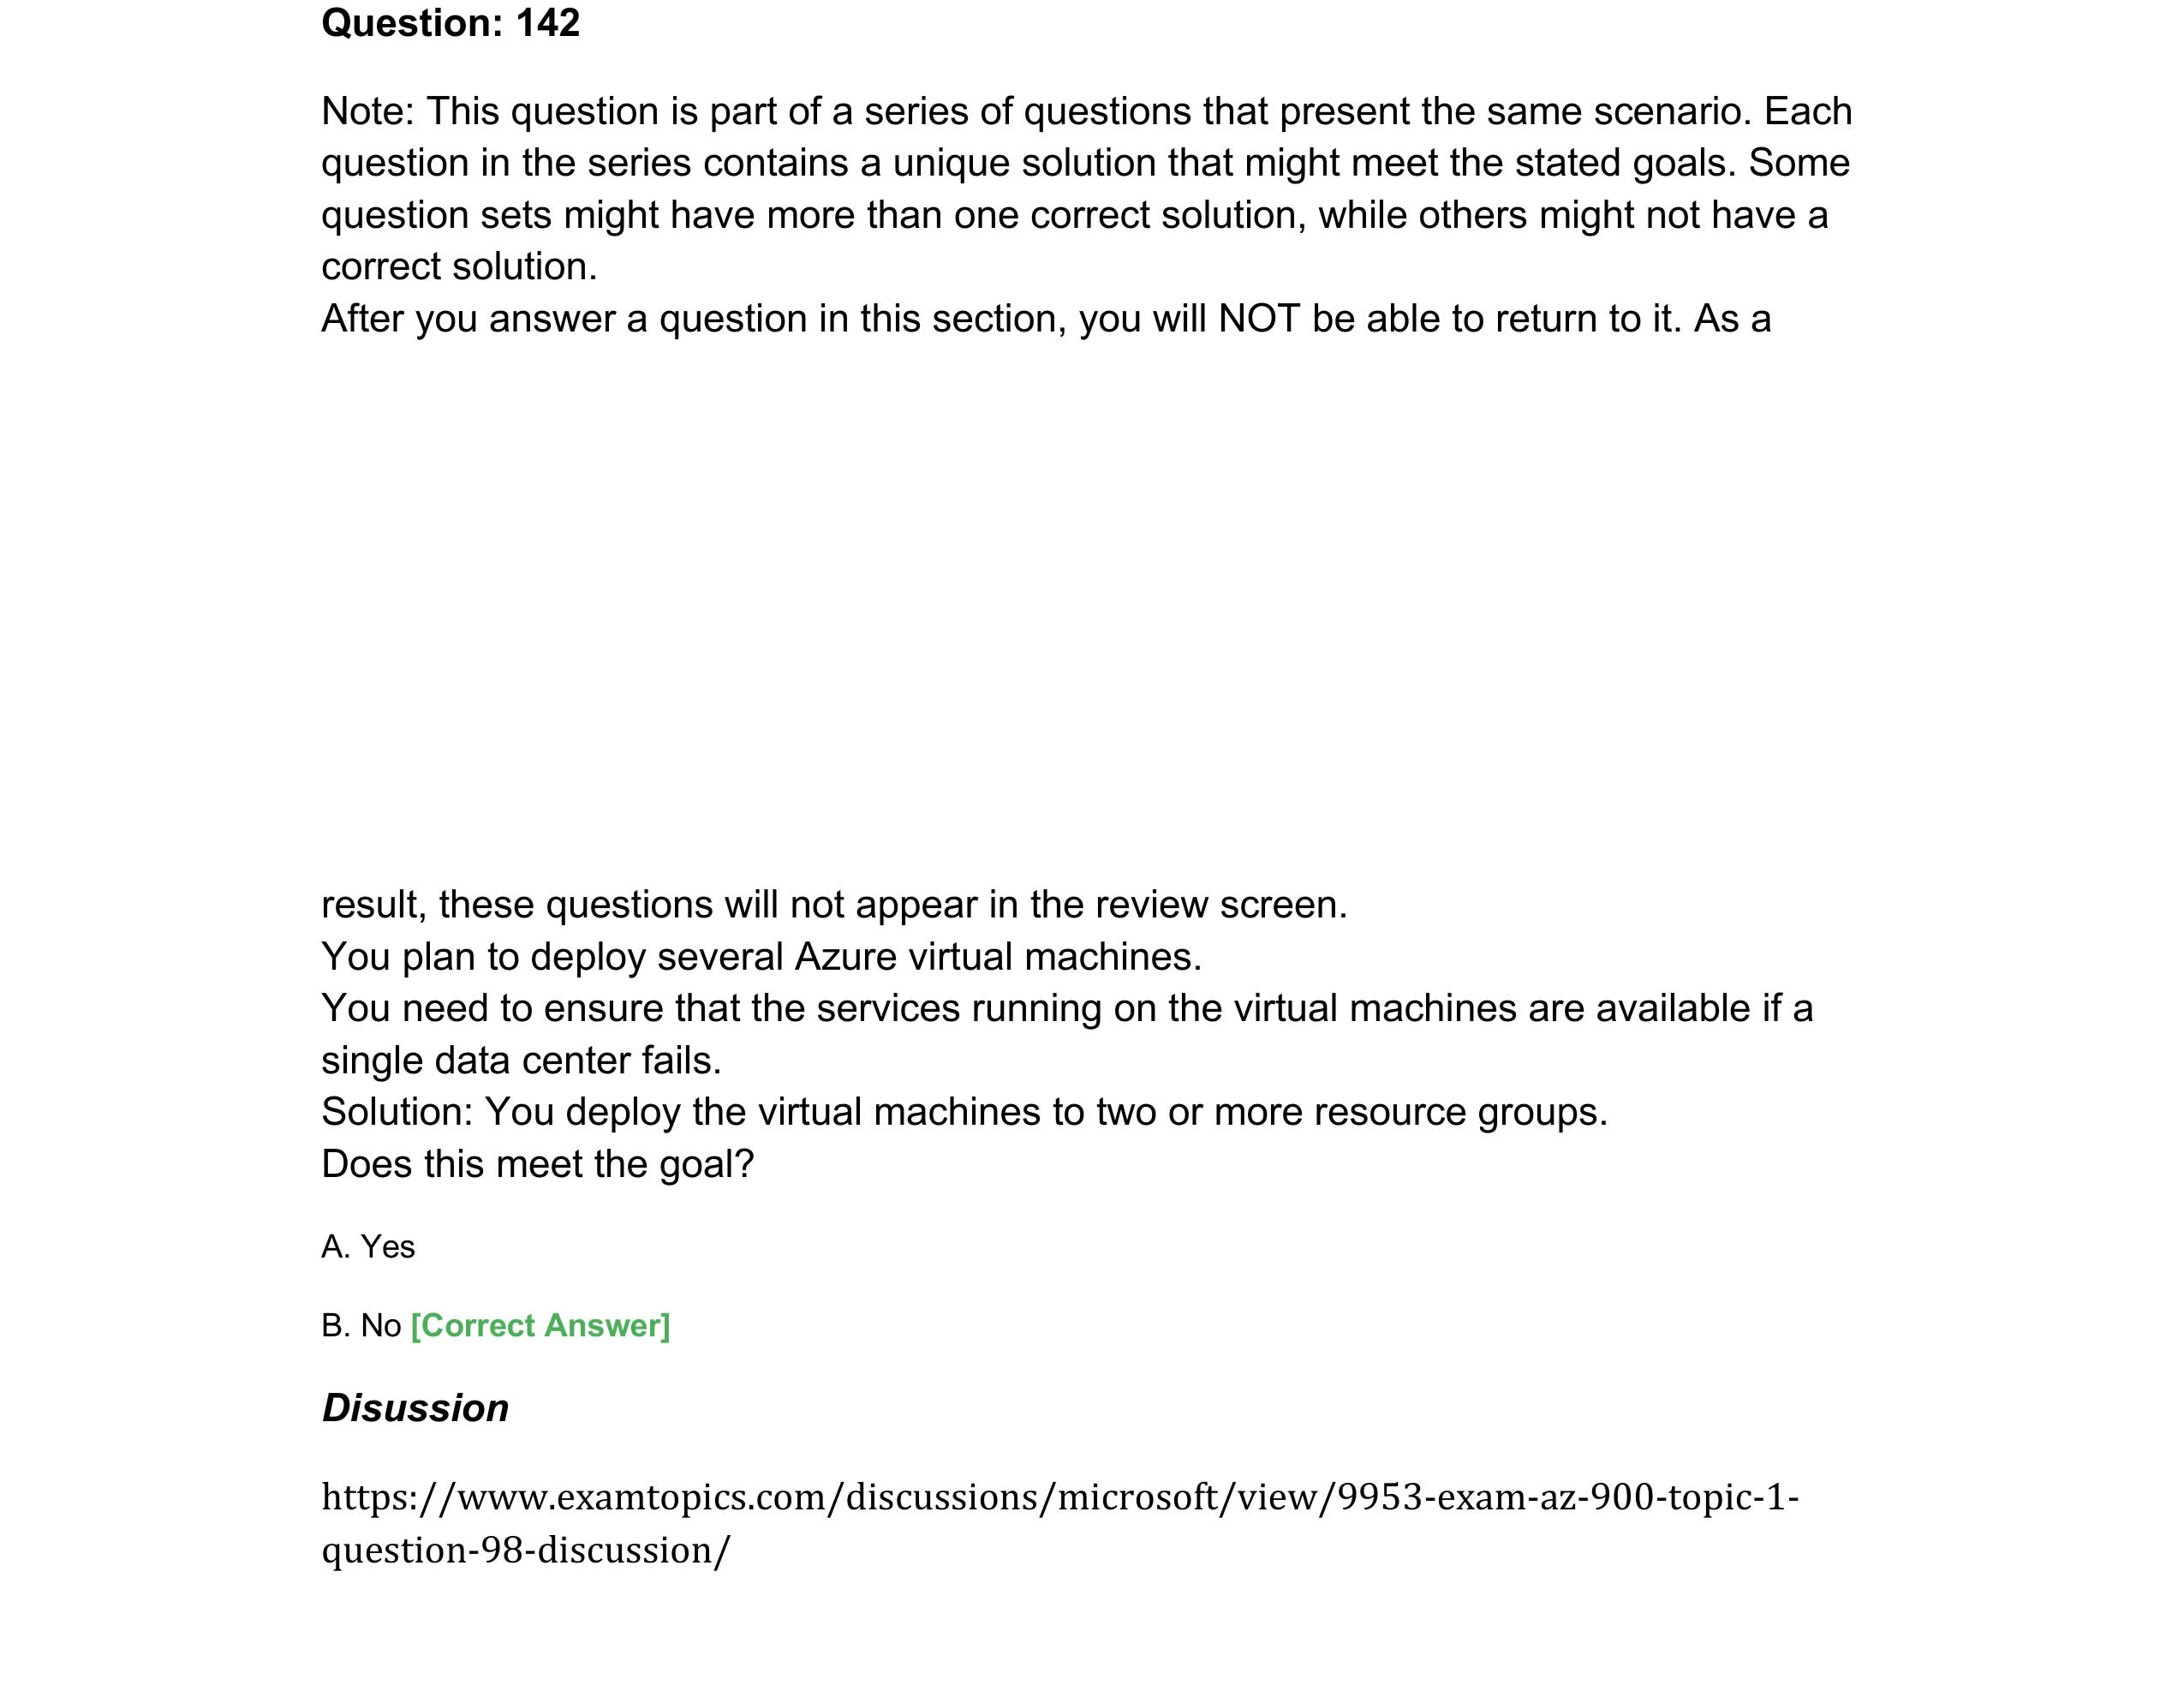 Question: 142
Note: This question is part of a series of questions that present the same scenario. Each
question in the series contains a unique solution that might meet the stated goals. Some
question sets might have more than one correct solution, while others might not have a
correct solution.
After you answer a question in this section, you will NOT be able to return to it. As a
result, these questions will not appear in the review screen.
You plan to deploy several Azure virtual machines.
You need to ensure that the services running on the virtual machines are available if a
single data center fails.
Solution: You deploy the virtual machines to two or more resource groups.
Does this meet the goal?
A. Yes
B. No [Correct Answer]
Disussion
https://www.examtopics.com/discussions/microsoft/view/9953-exam-az-900-topic-1-
question-98-discussion/